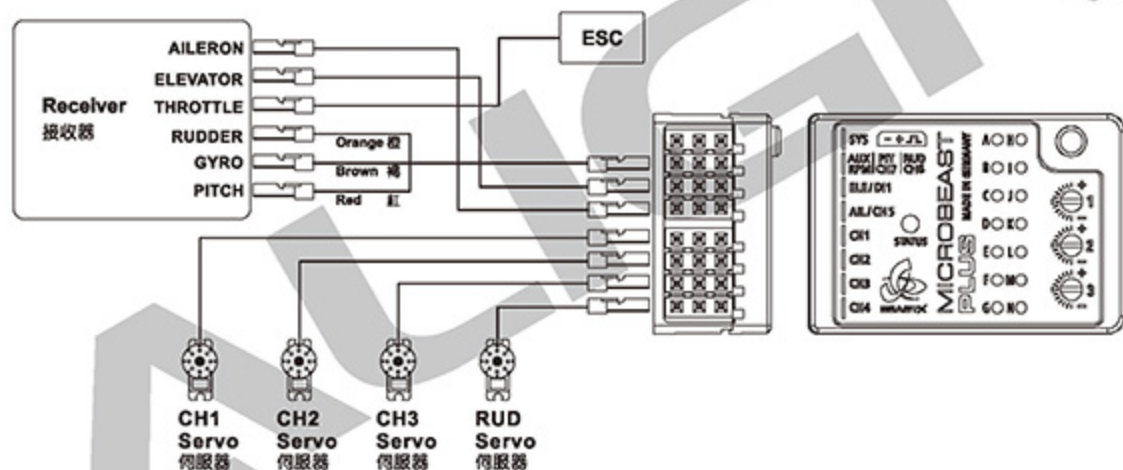 AILERON
ELEVATOR
THROTTLE
RUDDER
GYRO
PITCH
Receiver
接收器
Orange 橙
Brown 褐
Red 紅
ESC
SYS
AUX PIT RUD
RPM CH7 CH6
ELE/DI1
AIL/CH5
CH1
CH2
CH3
CH4
STATUS
BEASTX
MICROBEAST
PLUS
MADE IN GERMANY
A H
B I
C J
D K
E L
F M
G N
1
2
3
CH1
Servo
伺服器
CH2
Servo
伺服器
CH3
Servo
伺服器
RUD
Servo
伺服器